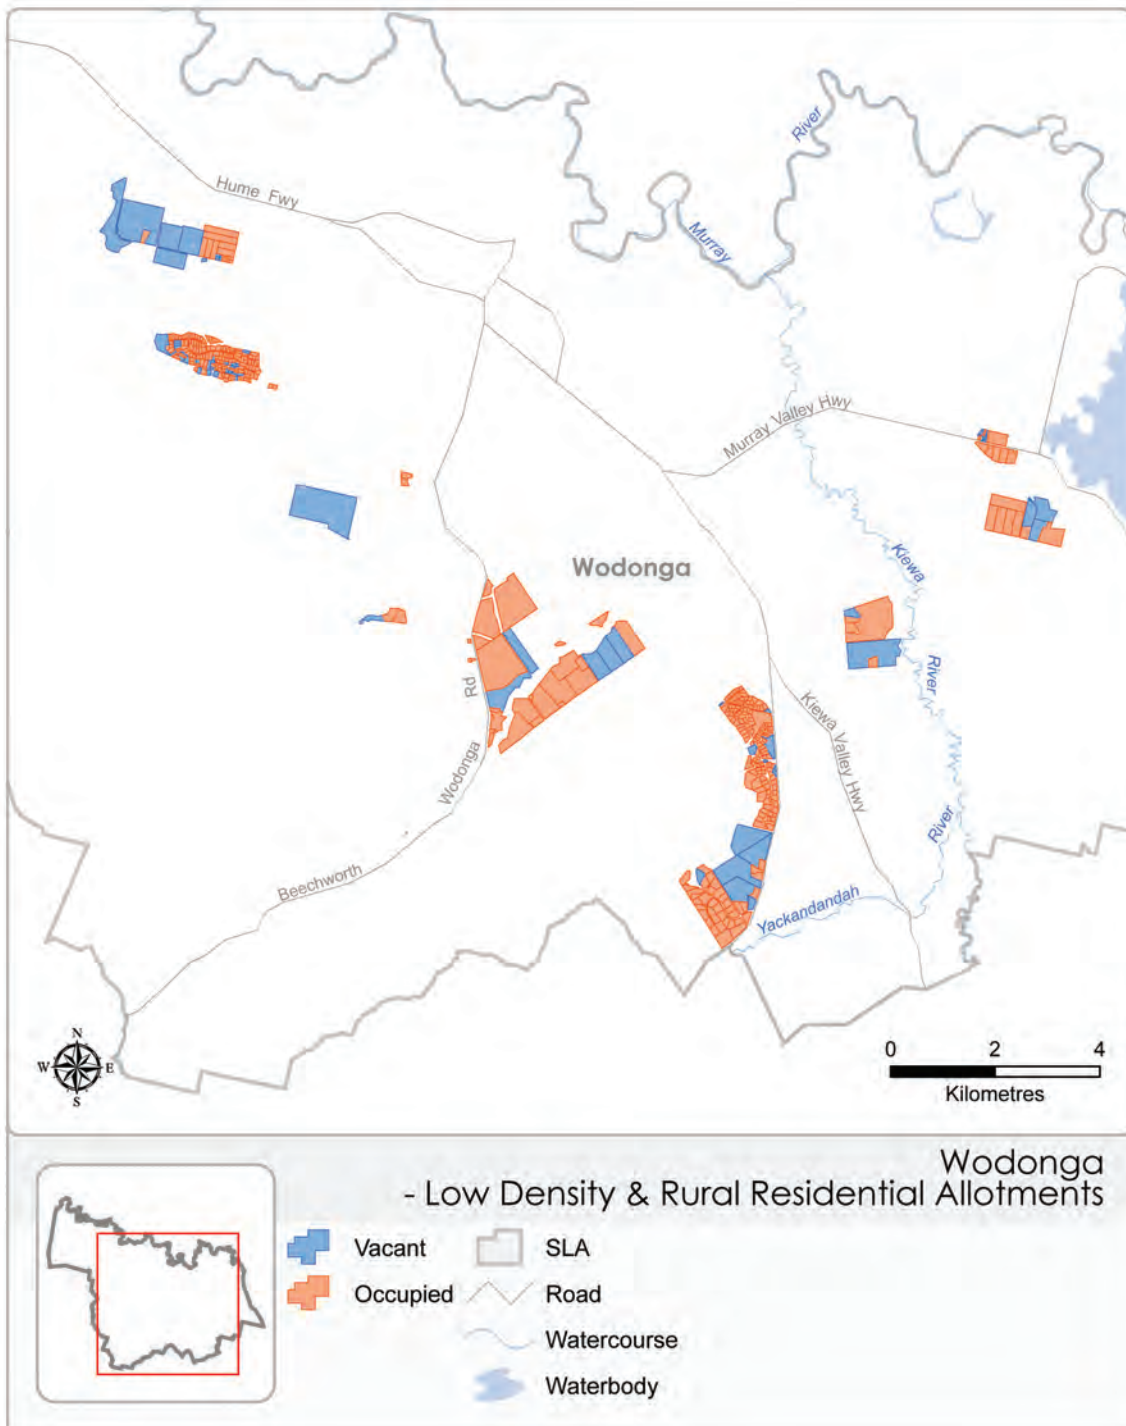 River
Hume Fwy
Murray
Murray Valley Hwy
Kiewa
Wodonga
River
Rd
Kiewa Valley Hwy
Wodonga
River
Beechworth
Yackandandah
N
W E
S
0 2 4
Kilometres
Wodonga
- Low Density & Rural Residential Allotments
Vacant
SLA
Occupied
Road
Watercourse
Waterbody